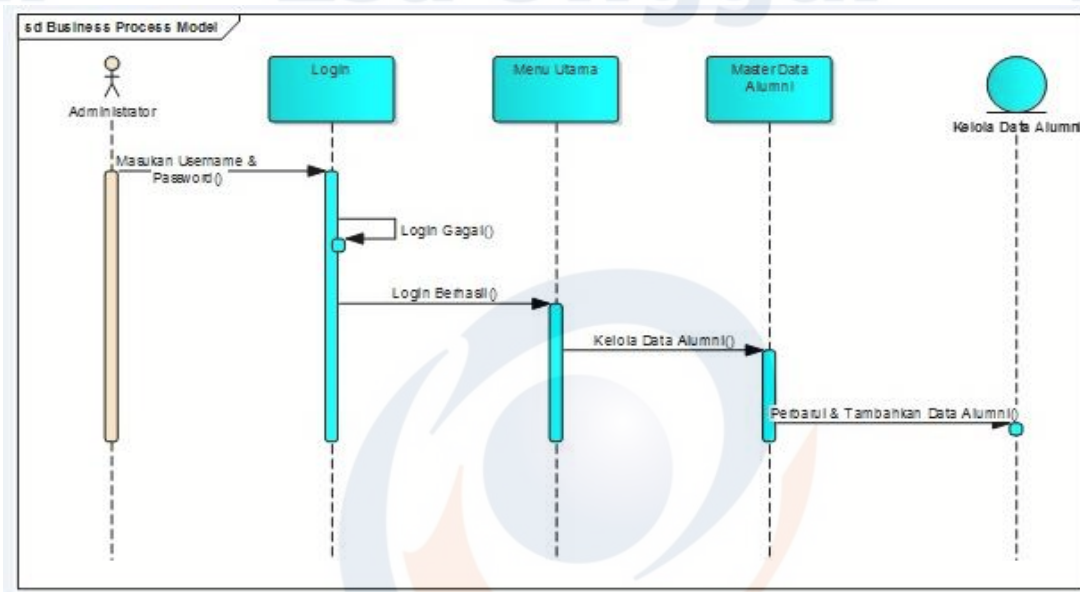 sd Business Process Model
Administrator
Login
Menu Utama
Master Data
Alumni
Kelola Data Alumni
Masukan Username &
Password()
Login Gagal()
Login Berhasil()
Kelola Data Alumni()
Perbarui & Tambahkan Data Alumni()